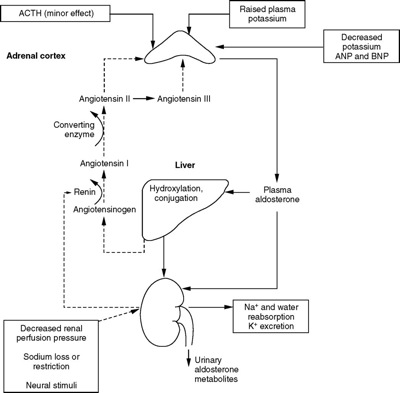 ACTH (minor effect)
Raised plasma
potassium
Decreased
potassium
ANP and BNP
Adrenal cortex
Angiotensin II
Angiotensin III
Converting
enzyme
Angiotensin I
Liver
Renin
Hydroxylation,
conjugation
Plasma
aldosterone
Angiotensinogen
Na⁺ and water
reabsorption
K⁺ excretion
Decreased renal
perfusion pressure
Sodium loss or
restriction
Neural stimuli
Urinary
aldosterone
metabolites